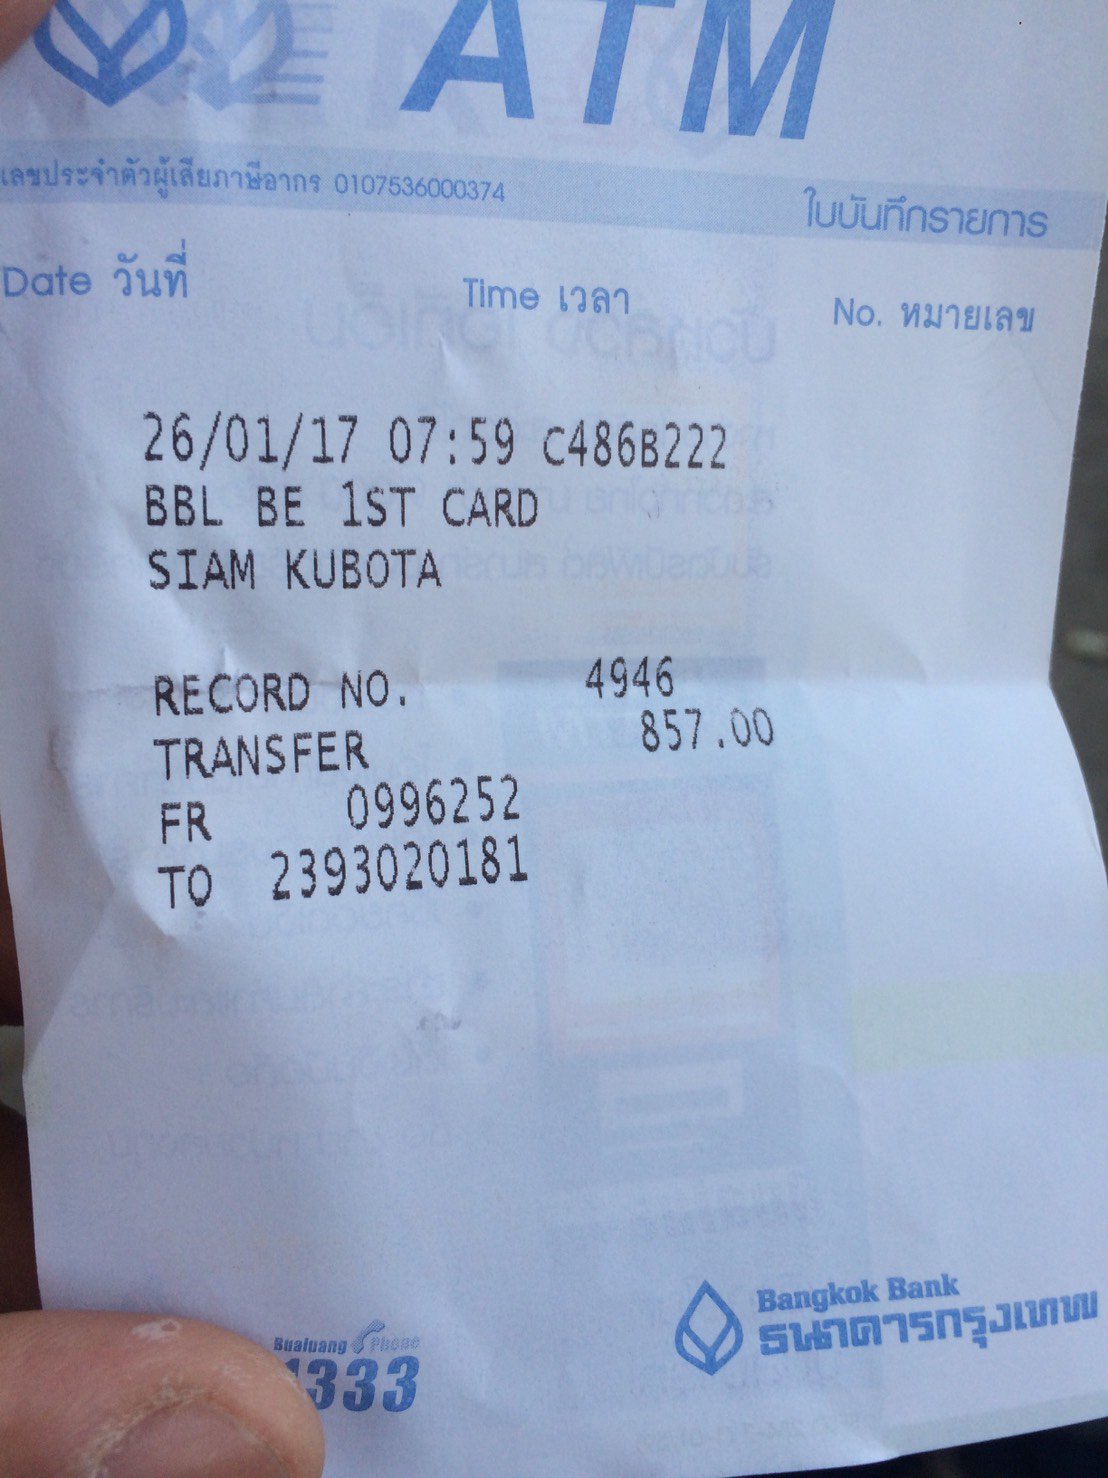 ATM
เลขประจำตัวผู้เสียภาษีอากร 0107536000374
ใบบันทึกรายการ
Date วันที่ Time เวลา No. หมายเลข
26/01/17 07:59 C486B222
BBL BE 1ST CARD
SIAM KUBOTA
RECORD NO. 4946
TRANSFER 857.00
FR 0996252
TO 2393020181
Bangkok Bank
ธนาคารกรุงเทพ
Bualuang Phone
1333